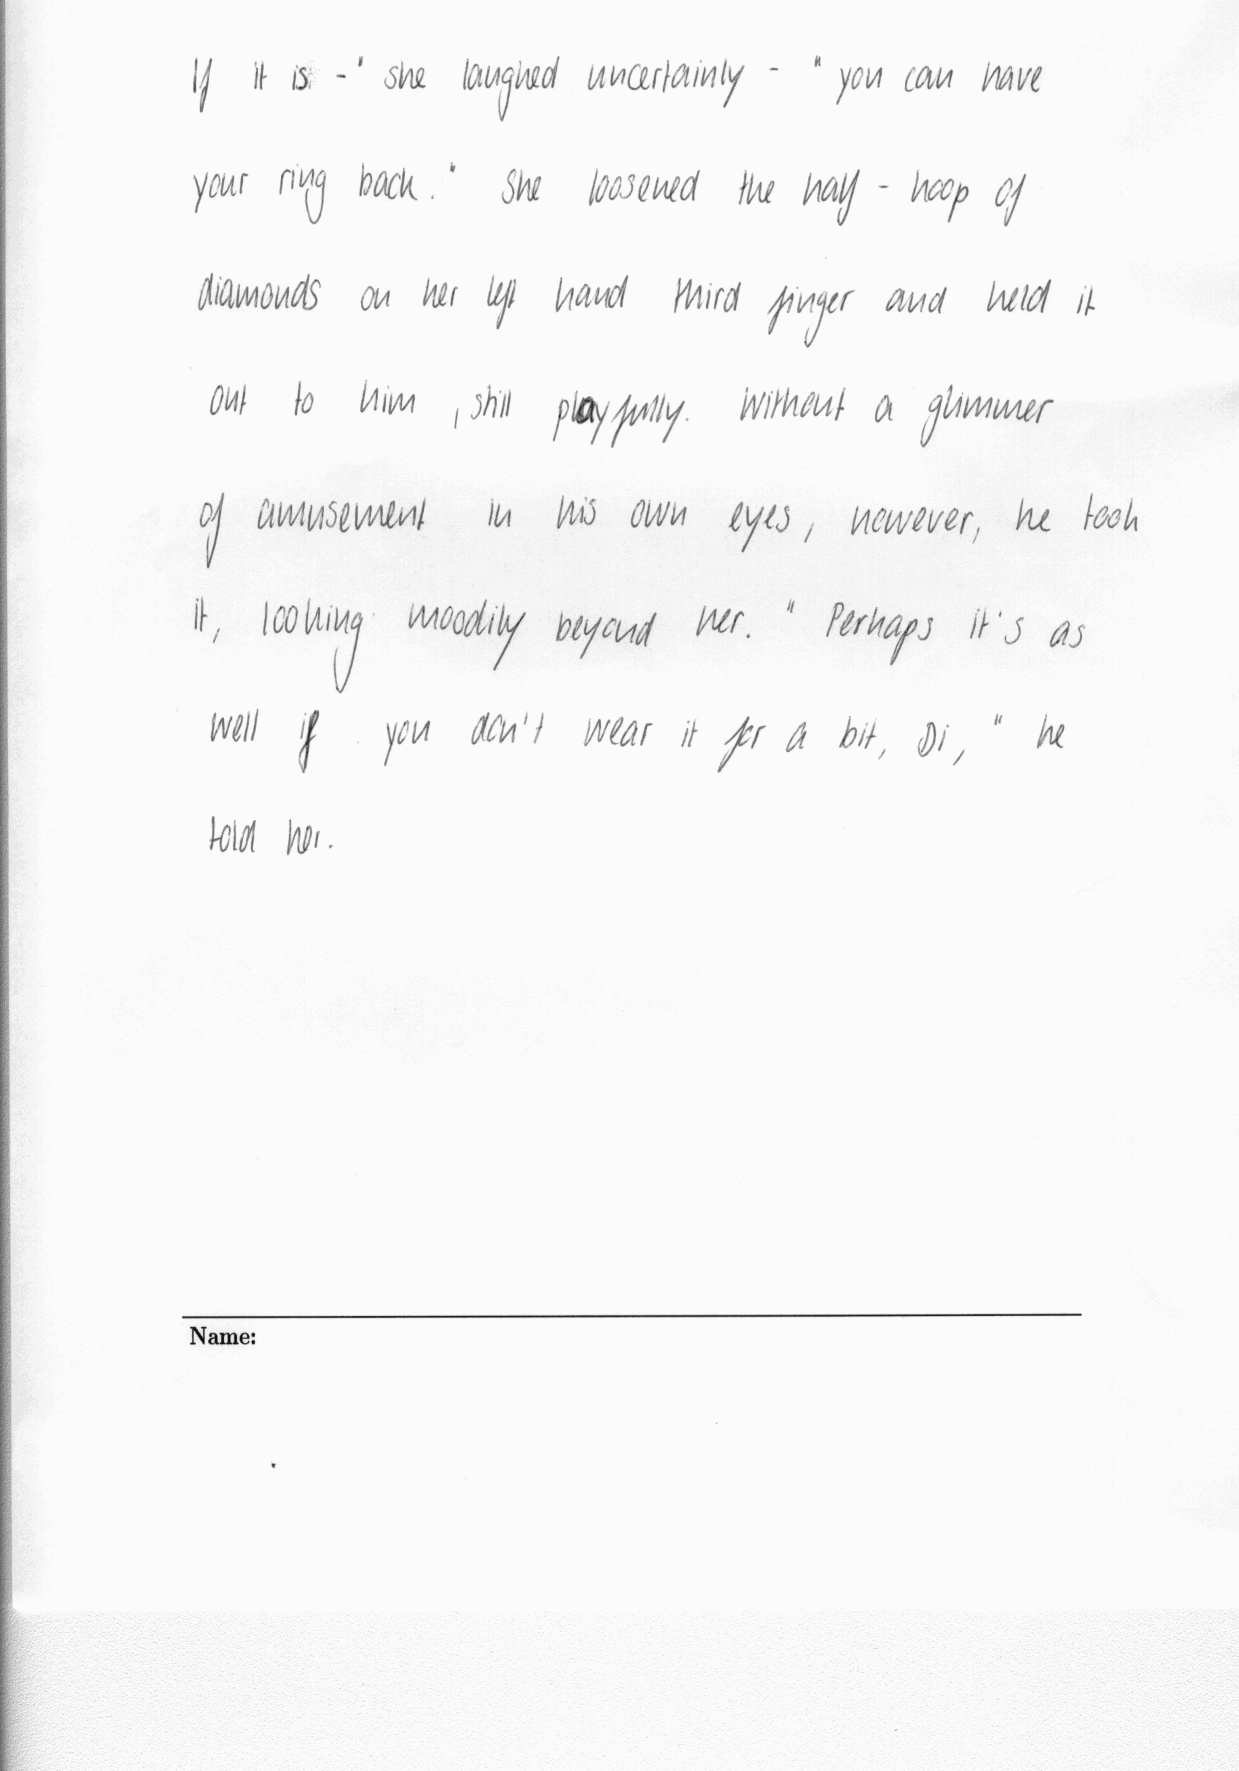 If it is - " she laughed uncertainly - " you can have
your ring back. " She loosened the half - hoop of
diamonds on her left hand third finger and held it
out to him , still playfully. Without a glimmer
of amusement in his own eyes, however, he took
it, looking moodily beyond her. " Perhaps it's as
well if you don't wear it for a bit, Di, " he
told her.
Name: